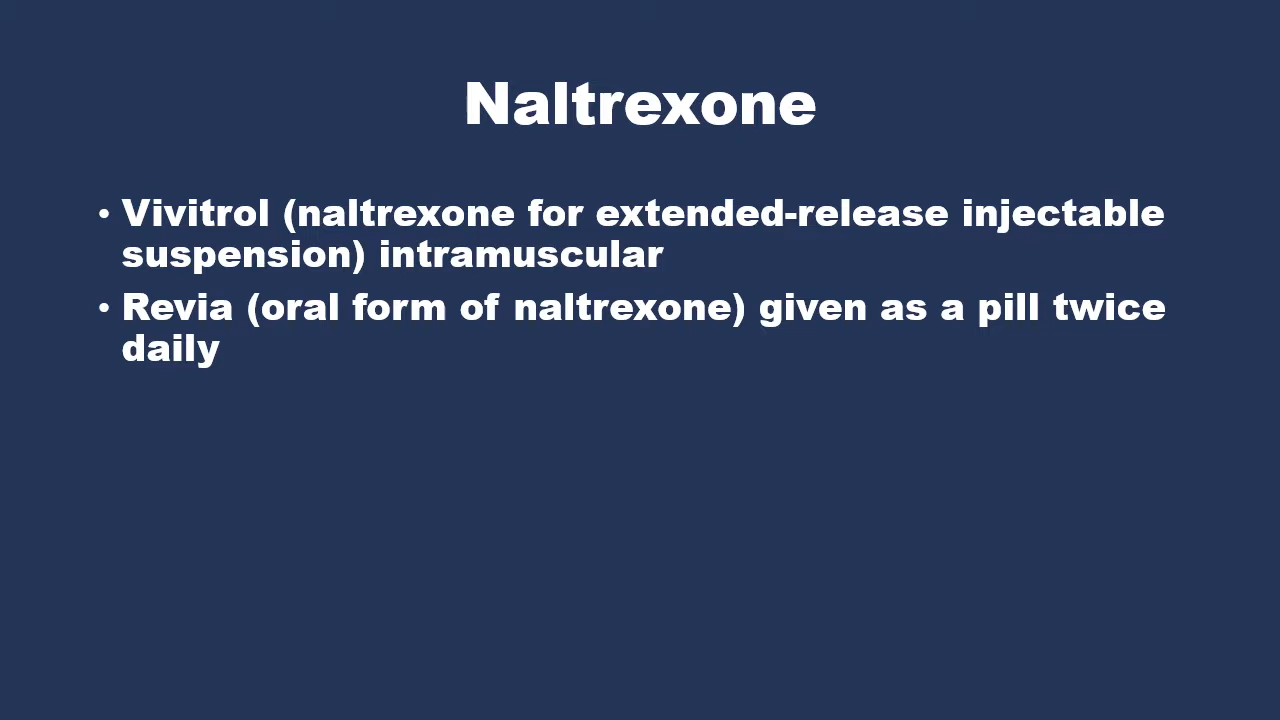 Naltrexone
• Vivitrol (naltrexone for extended-release injectable
suspension) intramuscular
• Revia (oral form of naltrexone) given as a pill twice
daily